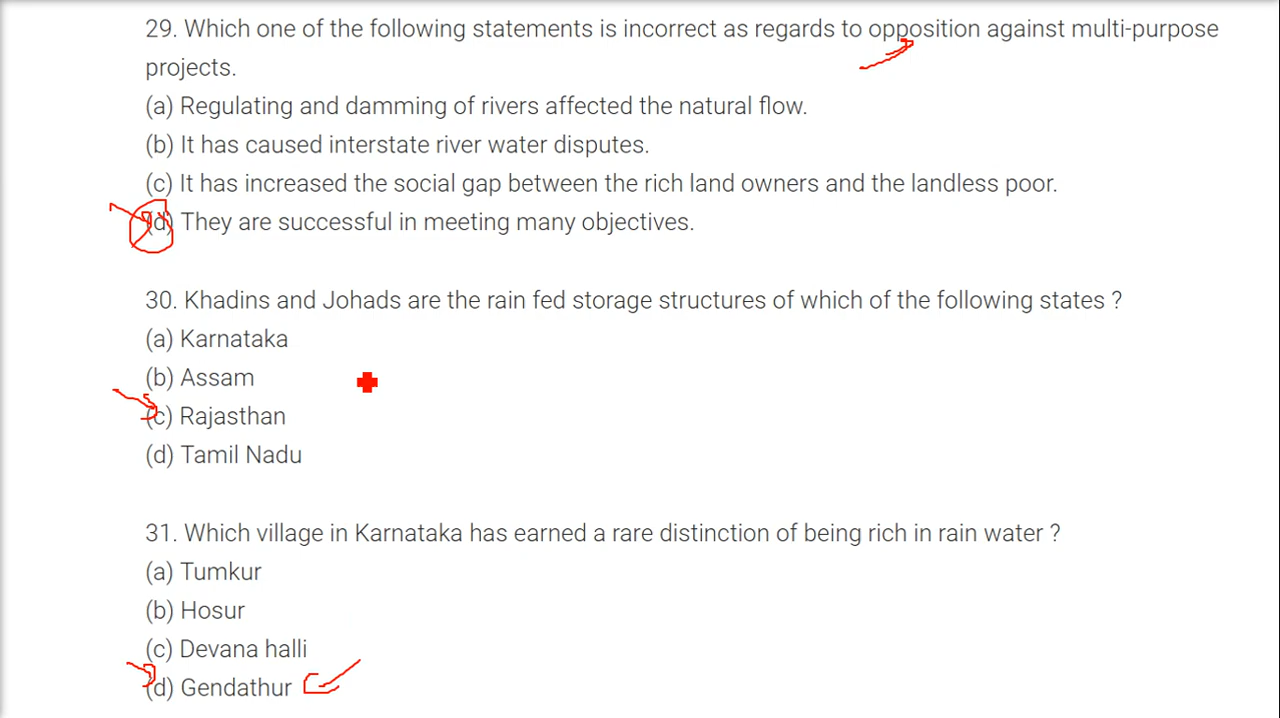 29. Which one of the following statements is incorrect as regards to opposition against multi-purpose
projects.
(a) Regulating and damming of rivers affected the natural flow.
(b) It has caused interstate river water disputes.
(c) It has increased the social gap between the rich land owners and the landless poor.
(d) They are successful in meeting many objectives.
30. Khadins and Johads are the rain fed storage structures of which of the following states ?
(a) Karnataka
(b) Assam
(c) Rajasthan
(d) Tamil Nadu
31. Which village in Karnataka has earned a rare distinction of being rich in rain water ?
(a) Tumkur
(b) Hosur
(c) Devana halli
(d) Gendathur